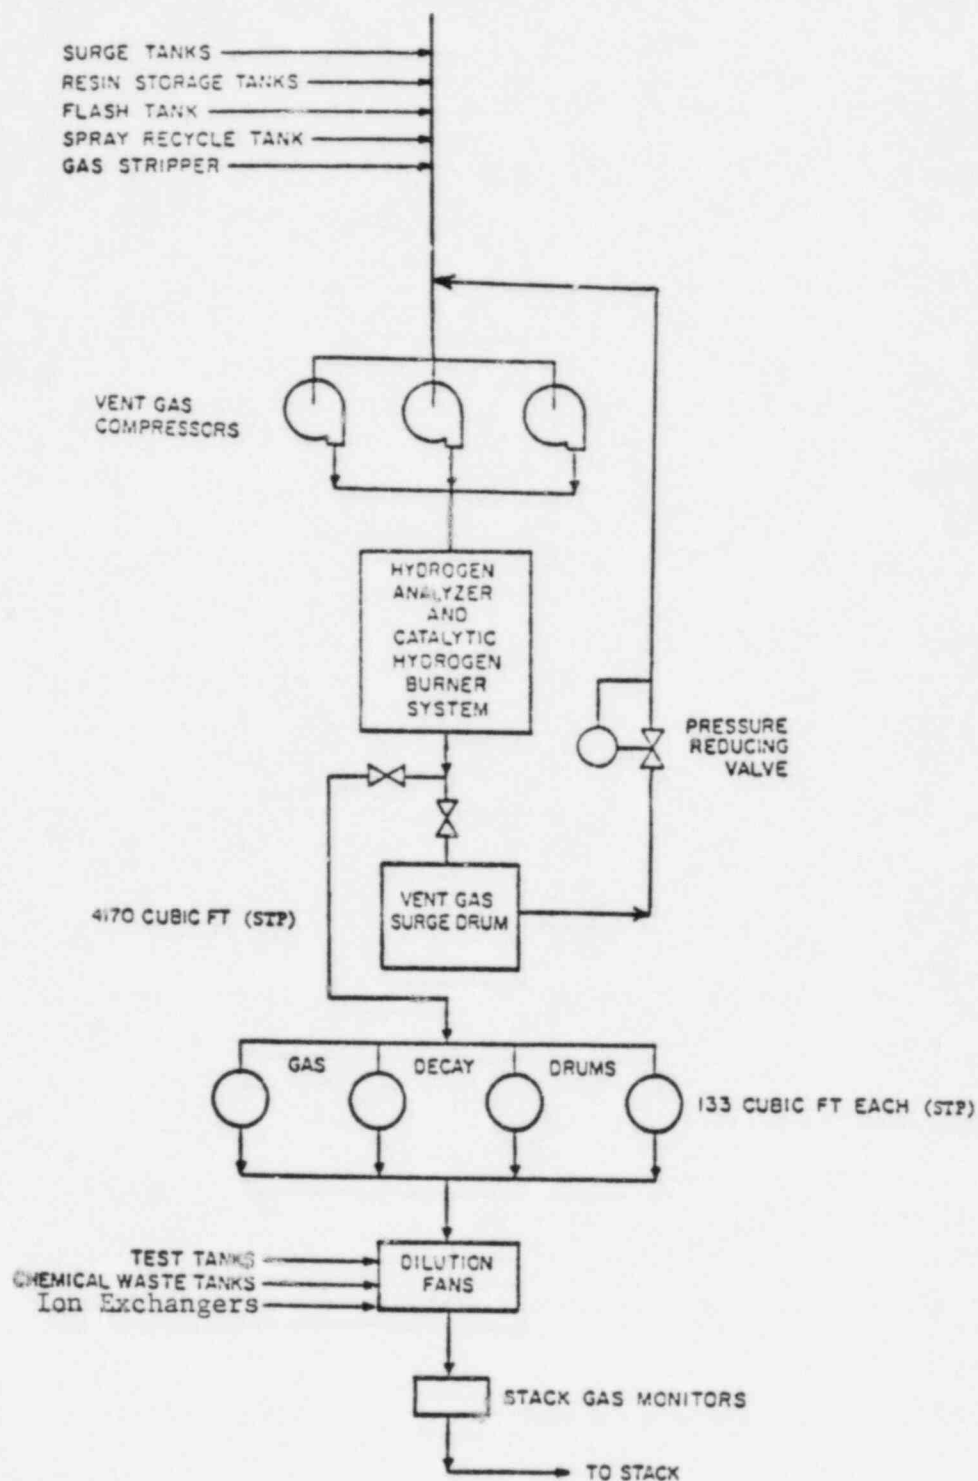 SURGE TANKS
RESIN STORAGE TANKS
FLASH TANK
SPRAY RECYCLE TANK
GAS STRIPPER
VENT GAS
COMPRESSORS
HYDROGEN
ANALYZER
AND
CATALYTIC
HYDROGEN
BURNER
SYSTEM
PRESSURE
REDUCING
VALVE
VENT GAS
SURGE DRUM
4170 CUBIC FT (STP)
GAS DECAY DRUMS
133 CUBIC FT EACH (STP)
TEST TANKS
CHEMICAL WASTE TANKS
Ion Exchangers
DILUTION
FANS
STACK GAS MONITORS
TO STACK